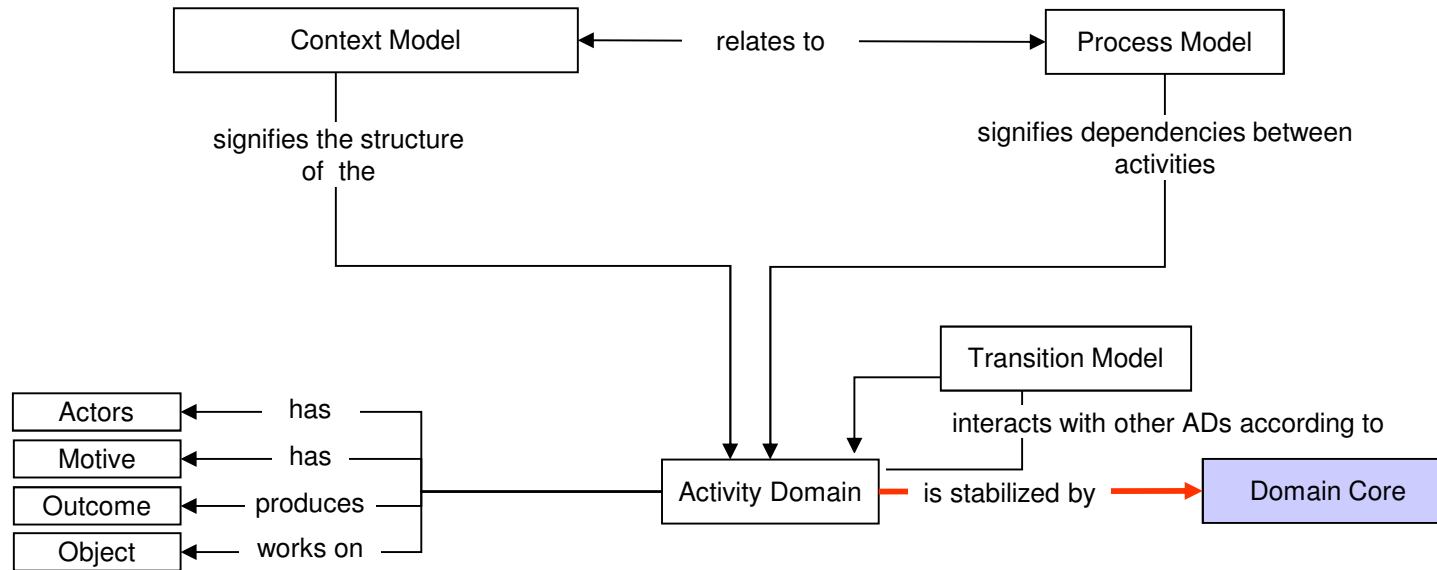 Context Model
relates to
Process Model
signifies the structure
of the
signifies dependencies between
activities
Transition Model
interacts with other ADs according to
Actors
has
Motive
has
Outcome
produces
Object
works on
Activity Domain
is stabilized by
Domain Core